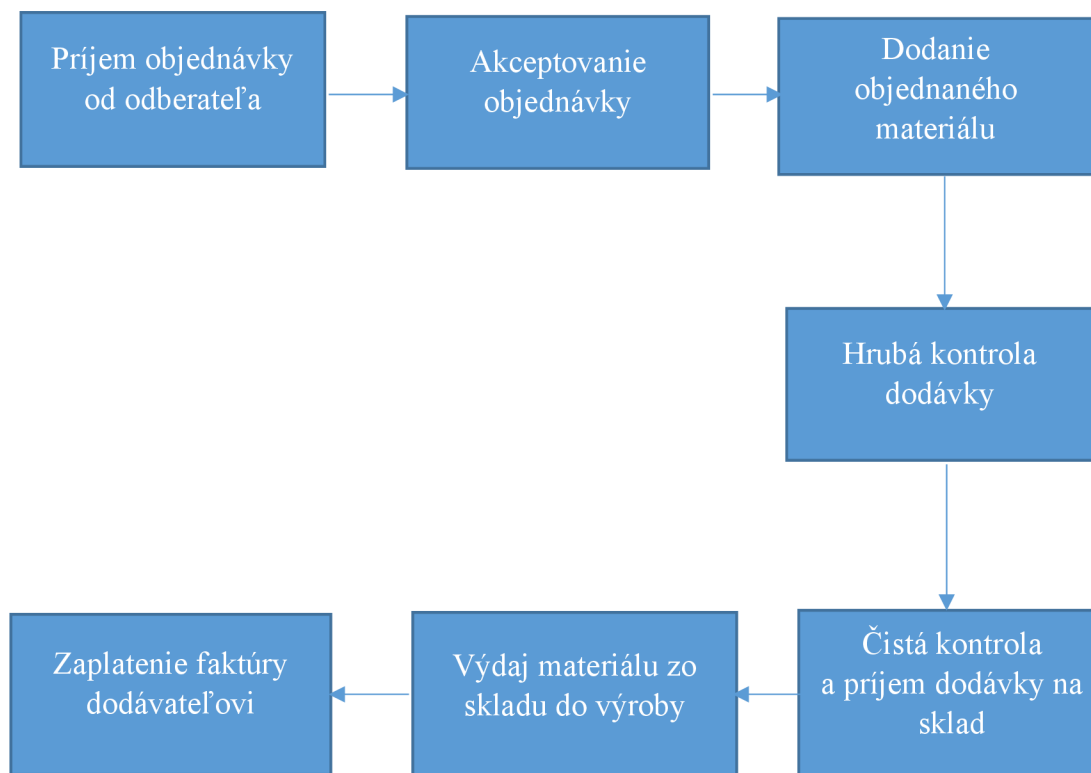 Príjem objednávky
od odberateľa
Akceptovanie
objednávky
Dodanie
objednaného
materiálu
Hrubá kontrola
dodávky
Čistá kontrola
a príjem dodávky na
sklad
Výdaj materiálu zo
skladu do výroby
Zaplatenie faktúry
dodávateľovi